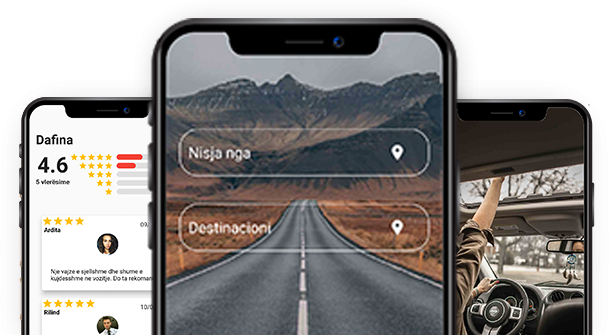 Dafina
4.6
5 vlerësime
Ardita
09/
Nje vajze e sjellshme dhe shume e
kujdesshme ne vozitje. Do ta rekoman
Rilind
10/0
Nisja nga
Destinacioni